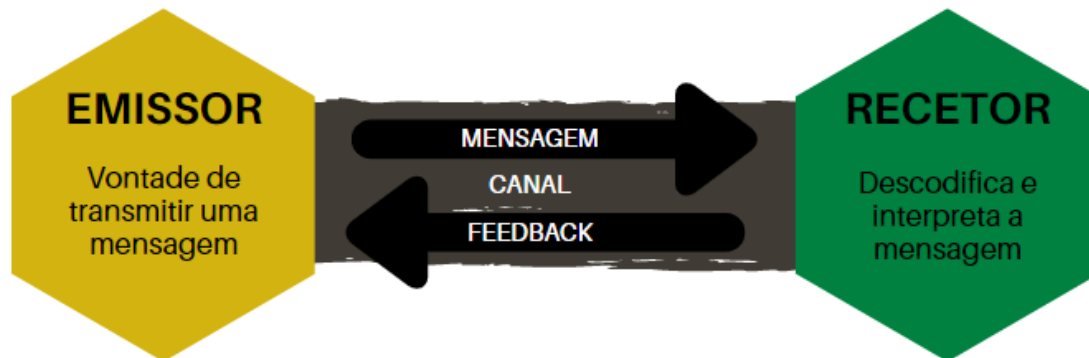 EMISSOR
Vontade de
transmitir uma
mensagem
MENSAGEM
CANAL
FEEDBACK
RECETOR
Descodifica e
interpreta a
mensagem